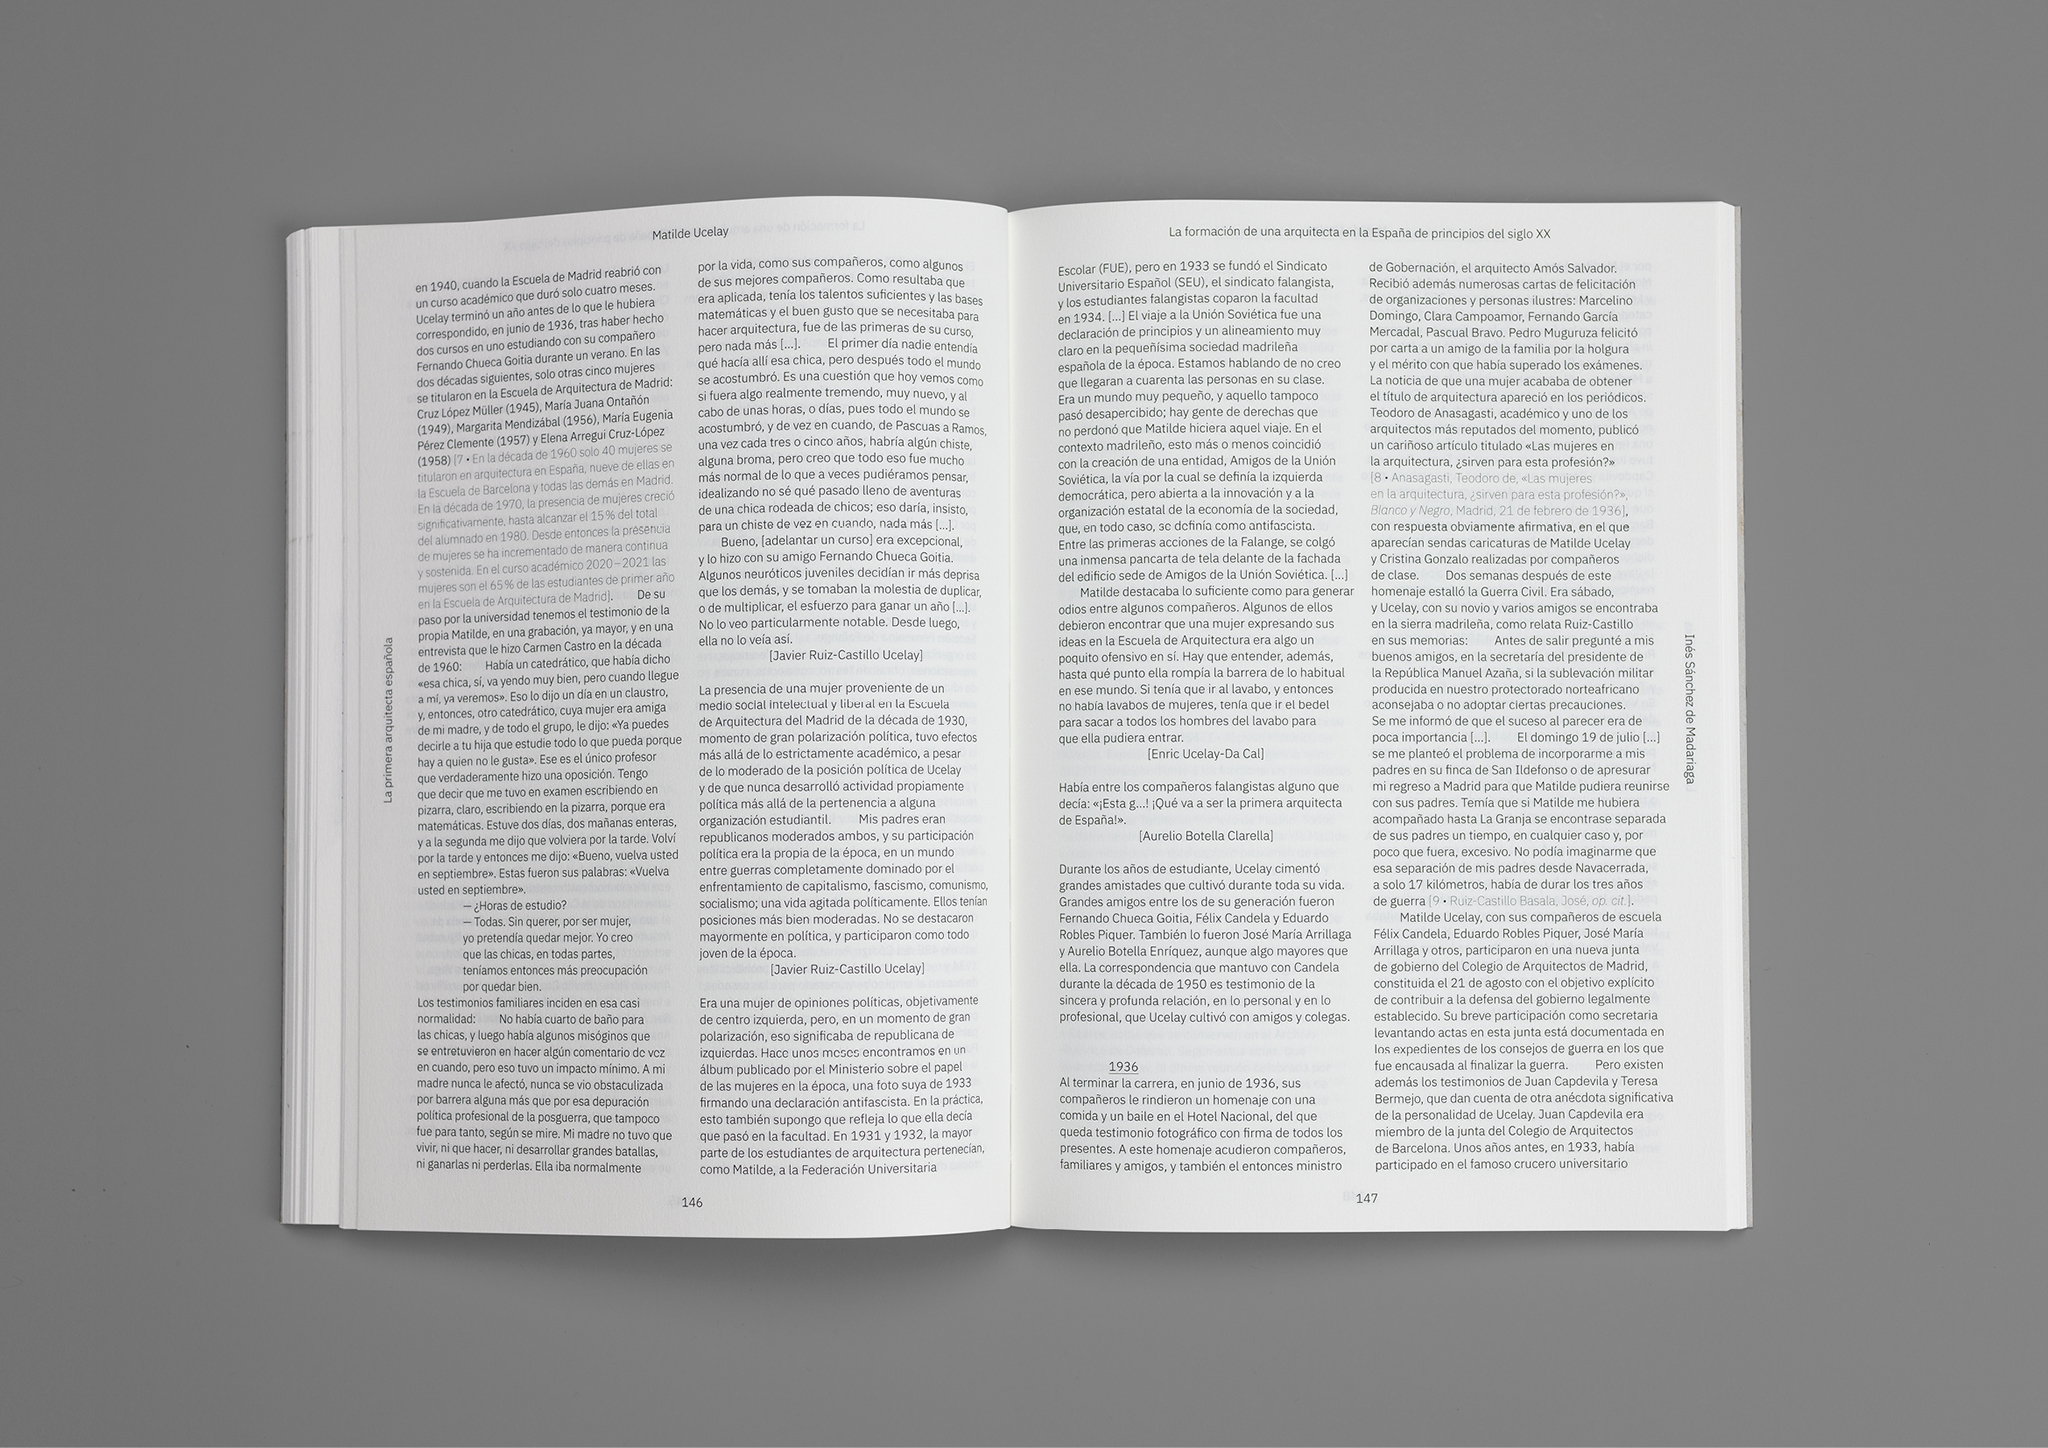 Matilde Ucelay
La primera arquitecta española
en 1940, cuando la Escuela de Madrid reabrió con
un curso académico que duró solo cuatro meses.
Ucelay terminó un año antes de lo que le hubiera
correspondido, en junio de 1936, tras haber hecho
dos cursos en uno estudiando con su compañero
Fernando Chueca Goitia durante un verano. En las
dos décadas siguientes, solo otras cinco mujeres
se titularon en la Escuela de Arquitectura de Madrid:
Cruz López Müller (1945), María Juana Ontañón
(1949), Margarita Mendizábal (1956), María Eugenia
Pérez Clemente (1957) y Elena Arregui Cruz-López
(1958) [7 • En la década de 1960 solo 40 mujeres se
titularon en arquitectura en España, nueve de ellas en
la Escuela de Barcelona y todas las demás en Madrid.
En la década de 1970, la presencia de mujeres creció
significativamente, hasta alcanzar el 15 % del total
del alumnado en 1980. Desde entonces la presencia
de mujeres se ha incrementado de manera continua
y sostenida. En el curso académico 2020–2021 las
mujeres son el 65 % de las estudiantes de primer año
en la Escuela de Arquitectura de Madrid]. De su
paso por la universidad tenemos el testimonio de la
propia Matilde, en una grabación, ya mayor, y en una
entrevista que le hizo Carmen Castro en la década
de 1960: Había un catedrático, que había dicho
«esa chica, sí, va yendo muy bien, pero cuando llegue
a mí, ya veremos». Eso lo dijo un día en un claustro,
y, entonces, otro catedrático, cuya mujer era amiga
de mi madre, y de todo el grupo, le dijo: «Ya puedes
decirle a tu hija que estudie todo lo que pueda porque
hay a quien no le gusta». Ese es el único profesor
que verdaderamente hizo una oposición. Tengo
que decir que me tuvo en examen escribiendo en
pizarra, claro, escribiendo en la pizarra, porque era
matemáticas. Estuve dos días, dos mañanas enteras,
y a la segunda me dijo que volviera por la tarde. Volví
por la tarde y entonces me dijo: «Bueno, vuelva usted
en septiembre». Estas fueron sus palabras: «Vuelva
usted en septiembre».
— ¿Horas de estudio?
— Todas. Sin querer, por ser mujer,
yo pretendía quedar mejor. Yo creo
que las chicas, en todas partes,
teníamos entonces más preocupación
por quedar bien.
Los testimonios familiares inciden en esa casi
normalidad: No había cuarto de baño para
las chicas, y luego había algunos misóginos que
se entretuvieron en hacer algún comentario de vez
en cuando, pero eso tuvo un impacto mínimo. A mi
madre nunca le afectó, nunca se vio obstaculizada
por barrera alguna más que por esa depuración
política profesional de la posguerra, que tampoco
fue para tanto, según se mire. Mi madre no tuvo que
vivir, ni que hacer, ni desarrollar grandes batallas,
ni ganarlas ni perderlas. Ella iba normalmente
por la vida, como sus compañeros, como algunos
de sus mejores compañeros. Como resultaba que
era aplicada, tenía los talentos suficientes y las bases
matemáticas y el buen gusto que se necesitaba para
hacer arquitectura, fue de las primeras de su curso,
pero nada más [...]. El primer día nadie entendía
qué hacía allí esa chica, pero después todo el mundo
se acostumbró. Es una cuestión que hoy vemos como
si fuera algo realmente tremendo, muy nuevo, y al
cabo de unas horas, o días, pues todo el mundo se
acostumbró, y de vez en cuando, de Pascuas a Ramos,
una vez cada tres o cinco años, habría algún chiste,
alguna broma, pero creo que todo eso fue mucho
más normal de lo que a veces pudiéramos pensar,
idealizando no sé qué pasado lleno de aventuras
de una chica rodeada de chicos; eso daría, insisto,
para un chiste de vez en cuando, nada más [...].
Bueno, [adelantar un curso] era excepcional,
y lo hizo con su amigo Fernando Chueca Goitia.
Algunos neuróticos juveniles decidían ir más deprisa
que los demás, y se tomaban la molestia de duplicar,
o de multiplicar, el esfuerzo para ganar un año [...].
No lo veo particularmente notable. Desde luego,
ella no lo veía así.
[Javier Ruiz-Castillo Ucelay]
La presencia de una mujer proveniente de un
medio social intelectual y liberal en la Escuela
de Arquitectura del Madrid de la década de 1930,
momento de gran polarización política, tuvo efectos
más allá de lo estrictamente académico, a pesar
de lo moderado de la posición política de Ucelay
y de que nunca desarrolló actividad propiamente
política más allá de la pertenencia a alguna
organización estudiantil. Mis padres eran
republicanos moderados ambos, y su participación
política era la propia de la época, en un mundo
entre guerras completamente dominado por el
enfrentamiento de capitalismo, fascismo, comunismo,
socialismo; una vida agitada políticamente. Ellos tenían
posiciones más bien moderadas. No se destacaron
mayormente en política, y participaron como todo
joven de la época.
[Javier Ruiz-Castillo Ucelay]
Era una mujer de opiniones políticas, objetivamente
de centro izquierda, pero, en un momento de gran
polarización, eso significaba de republicana de
izquierdas. Hace unos meses encontramos en un
álbum publicado por el Ministerio sobre el papel
de las mujeres en la época, una foto suya de 1933
firmando una declaración antifascista. En la práctica,
esto también supongo que refleja lo que ella decía
que pasó en la facultad. En 1931 y 1932, la mayor
parte de los estudiantes de arquitectura pertenecían,
como Matilde, a la Federación Universitaria
146
La formación de una arquitecta en la España de principios del siglo XX
Escolar (FUE), pero en 1933 se fundó el Sindicato
Universitario Español (SEU), el sindicato falangista,
y los estudiantes falangistas coparon la facultad
en 1934. [...] El viaje a la Unión Soviética fue una
declaración de principios y un alineamiento muy
claro en la pequeñísima sociedad madrileña
española de la época. Estamos hablando de no creo
que llegaran a cuarenta las personas en su clase.
Era un mundo muy pequeño, y aquello tampoco
pasó desapercibido; hay gente de derechas que
no perdonó que Matilde hiciera aquel viaje. En el
contexto madrileño, esto más o menos coincidió
con la creación de una entidad, Amigos de la Unión
Soviética, la vía por la cual se definía la izquierda
democrática, pero abierta a la innovación y a la
organización estatal de la economía de la sociedad,
que, en todo caso, se definía como antifascista.
Entre las primeras acciones de la Falange, se colgó
una inmensa pancarta de tela delante de la fachada
del edificio sede de Amigos de la Unión Soviética. [...]
Matilde destacaba lo suficiente como para generar
odios entre algunos compañeros. Algunos de ellos
debieron encontrar que una mujer expresando sus
ideas en la Escuela de Arquitectura era algo un
poquito ofensivo en sí. Hay que entender, además,
hasta qué punto ella rompía la barrera de lo habitual
en ese mundo. Si tenía que ir al lavabo, y entonces
no había lavabos de mujeres, tenía que ir el bedel
para sacar a todos los hombres del lavabo para
que ella pudiera entrar.
[Enric Ucelay-Da Cal]
Había entre los compañeros falangistas alguno que
decía: «¡Esta g...! ¡Qué va a ser la primera arquitecta
de España!».
[Aurelio Botella Clarella]
Durante los años de estudiante, Ucelay cimentó
grandes amistades que cultivó durante toda su vida.
Grandes amigos entre los de su generación fueron
Fernando Chueca Goitia, Félix Candela y Eduardo
Robles Piquer. También lo fueron José María Arrillaga
y Aurelio Botella Enríquez, aunque algo mayores que
ella. La correspondencia que mantuvo con Candela
durante la década de 1950 es testimonio de la
sincera y profunda relación, en lo personal y en lo
profesional, que Ucelay cultivó con amigos y colegas.
1936
Al terminar la carrera, en junio de 1936, sus
compañeros le rindieron un homenaje con una
comida y un baile en el Hotel Nacional, del que
queda testimonio fotográfico con firma de todos los
presentes. A este homenaje acudieron compañeros,
familiares y amigos, y también el entonces ministro
de Gobernación, el arquitecto Amós Salvador.
Recibió además numerosas cartas de felicitación
de organizaciones y personas ilustres: Marcelino
Domingo, Clara Campoamor, Fernando García
Mercadal, Pascual Bravo. Pedro Muguruza felicitó
por carta a un amigo de la familia por la holgura
y el mérito con que había superado los exámenes.
La noticia de que una mujer acababa de obtener
el título de arquitectura apareció en los periódicos.
Teodoro de Anasagasti, académico y uno de los
arquitectos más reputados del momento, publicó
un cariñoso artículo titulado «Las mujeres en
la arquitectura, ¿sirven para esta profesión?»
[8 • Anasagasti, Teodoro de, «Las mujeres
en la arquitectura, ¿sirven para esta profesión?»,
Blanco y Negro, Madrid, 21 de febrero de 1936],
con respuesta obviamente afirmativa, en el que
aparecían sendas caricaturas de Matilde Ucelay
y Cristina Gonzalo realizadas por compañeros
de clase. Dos semanas después de este
homenaje estalló la Guerra Civil. Era sábado,
y Ucelay, con su novio y varios amigos se encontraba
en la sierra madrileña, como relata Ruiz-Castillo
en sus memorias: Antes de salir pregunté a mis
buenos amigos, en la secretaría del presidente de
la República Manuel Azaña, si la sublevación militar
producida en nuestro protectorado norteafricano
aconsejaba o no adoptar ciertas precauciones.
Se me informó de que el suceso al parecer era de
poca importancia [...]. El domingo 19 de julio [...]
se me planteó el problema de incorporarme a mis
padres en su finca de San Ildefonso o de apresurar
mi regreso a Madrid para que Matilde pudiera reunirse
con sus padres. Temía que si Matilde me hubiera
acompañado hasta La Granja se encontrase separada
de sus padres un tiempo, en cualquier caso y, por
poco que fuera, excesivo. No podía imaginarme que
esa separación de mis padres desde Navacerrada,
a solo 17 kilómetros, había de durar los tres años
de guerra [9 • Ruiz-Castillo Basala, José, op. cit.].
Matilde Ucelay, con sus compañeros de escuela
Félix Candela, Eduardo Robles Piquer, José María
Arrillaga y otros, participaron en una nueva junta
de gobierno del Colegio de Arquitectos de Madrid,
constituida el 21 de agosto con el objetivo explícito
de contribuir a la defensa del gobierno legalmente
establecido. Su breve participación como secretaria
levantando actas en esta junta está documentada en
los expedientes de los consejos de guerra en los que
fue encausada al finalizar la guerra. Pero existen
además los testimonios de Juan Capdevila y Teresa
Bermejo, que dan cuenta de otra anécdota significativa
de la personalidad de Ucelay. Juan Capdevila era
miembro de la junta del Colegio de Arquitectos
de Barcelona. Unos años antes, en 1933, había
participado en el famoso crucero universitario
Inés Sánchez de Madariaga
147